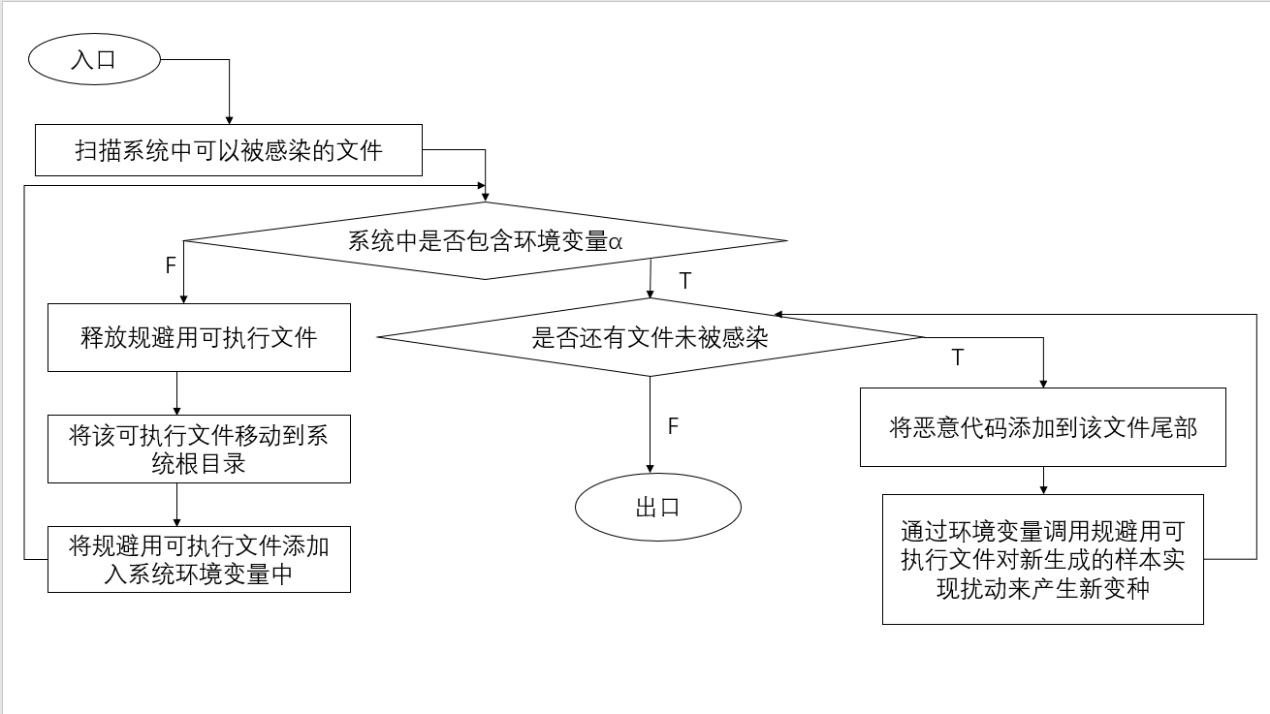 入口
扫描系统中可以被感染的文件
系统中是否包含环境变量α
F
T
释放规避用可执行文件
是否还有文件未被感染
T
将该可执行文件移动到系
统根目录
F
将恶意代码添加到该文件尾部
将规避用可执行文件添加
入系统环境变量中
出口
通过环境变量调用规避用可
执行文件对新生成的样本实
现扰动来产生新变种